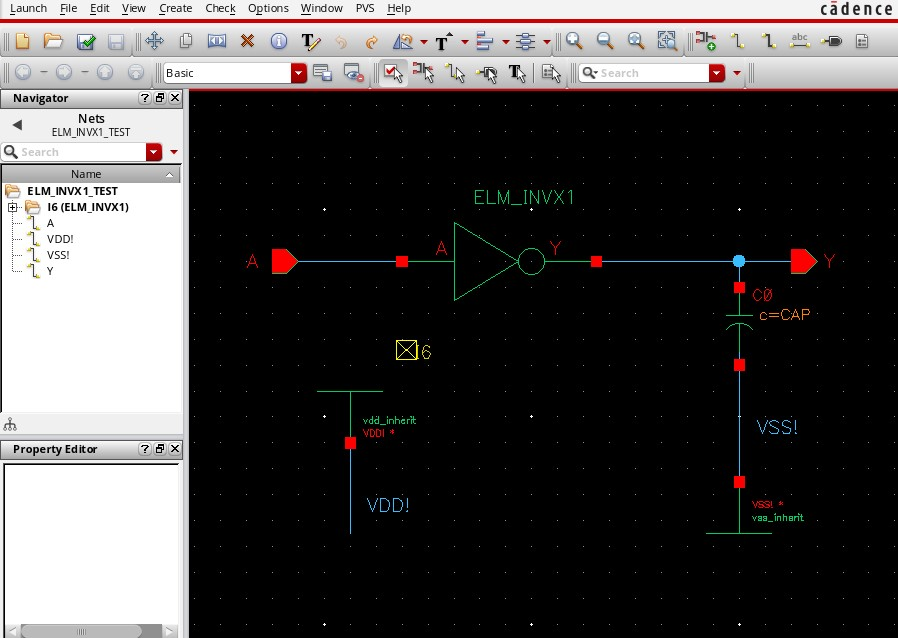 Launch File Edit View Create Check Options Window PVS Help
cādence
Basic
Search
Navigator
Nets
ELM_INVX1_TEST
Search
Name
ELM_INVX1_TEST
I6 (ELM_INVX1)
A
VDD!
VSS!
Y
Property Editor
ELM_INVX1
A
A
Y
Y
C0
c=CAP
I6
vdd_inherit
VDD! *
VDD!
VSS!
VSS! *
vss_inherit